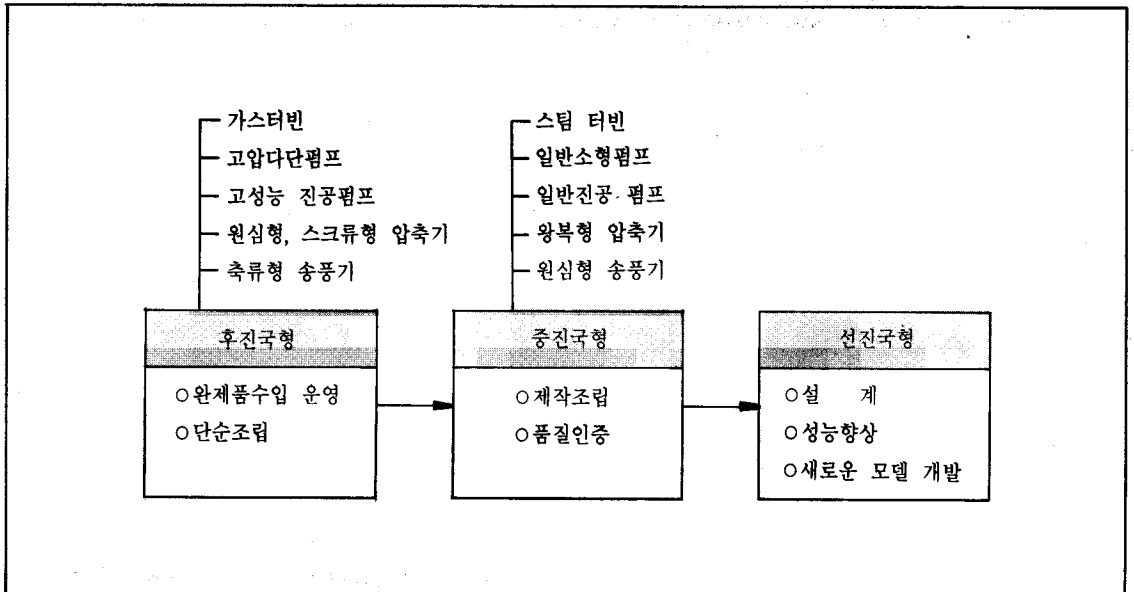 가스터빈
고압다단펌프
고성능 진공펌프
원심형, 스크류형 압축기
축류형 송풍기
스팀 터빈
일반소형펌프
일반진공 펌프
왕복형 압축기
원심형 송풍기
후진국형
○완제품수입 운영
○단순조립
중진국형
○제작조립
○품질인증
선진국형
○설 계
○성능향상
○새로운 모델 개발